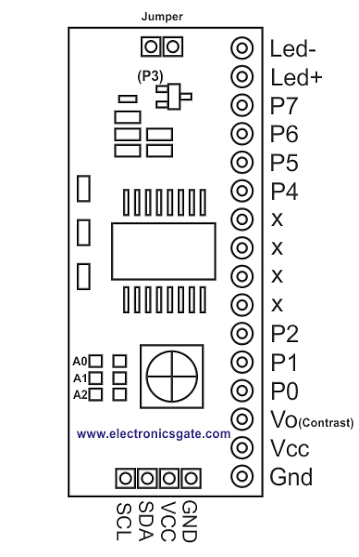 Jumper
(P3)
Led-
Led+
P7
P6
P5
P4
x
x
x
x
P2
P1
P0
Vo(Contrast)
Vcc
Gnd
A0
A1
A2
www.electronicsgate.com
SCL
SDA
VCC
GND